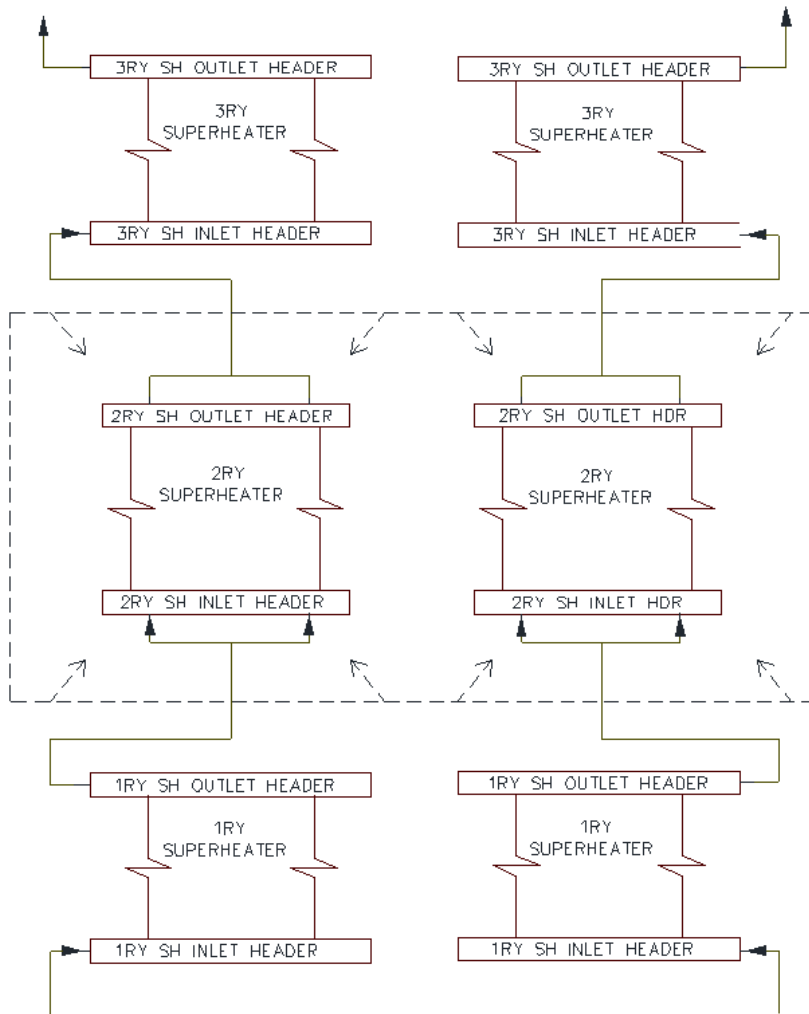 3RY SH OUTLET HEADER
3RY SH OUTLET HEADER
3RY
SUPERHEATER
3RY
SUPERHEATER
3RY SH INLET HEADER
3RY SH INLET HEADER
2RY SH OUTLET HEADER
2RY SH OUTLET HDR
2RY
SUPERHEATER
2RY
SUPERHEATER
2RY SH INLET HEADER
2RY SH INLET HDR
1RY SH OUTLET HEADER
1RY SH OUTLET HEADER
1RY
SUPERHEATER
1RY
SUPERHEATER
1RY SH INLET HEADER
1RY SH INLET HEADER